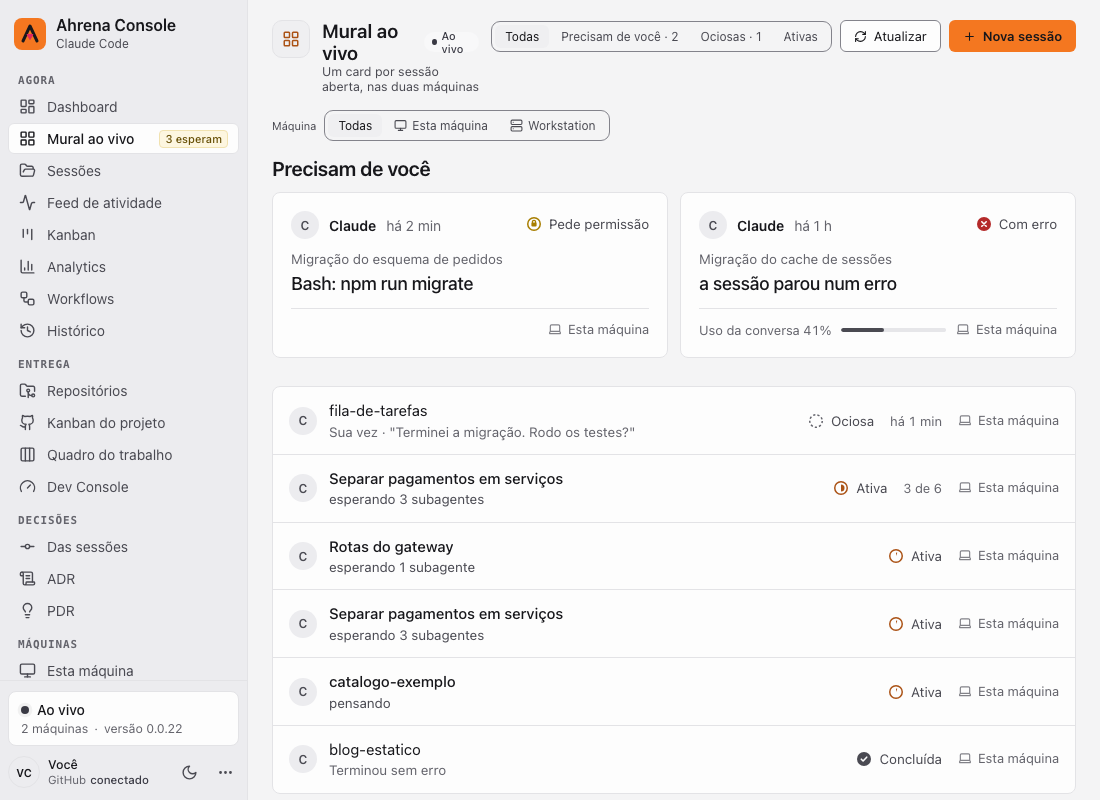 Ahrena Console
Claude Code
AGORA
Dashboard
Mural ao vivo
3 esperam
Sessões
Feed de atividade
Kanban
Analytics
Workflows
Histórico
ENTREGA
Repositórios
Kanban do projeto
Quadro do trabalho
Dev Console
DECISÕES
Das sessões
ADR
PDR
MÁQUINAS
Esta máquina
Ao vivo
2 máquinas · versão 0.0.22
VC
Você
GitHub conectado
Mural ao
vivo
Ao
vivo
Um card por sessão
aberta, nas duas máquinas
Todas
Precisam de você · 2
Ociosas · 1
Ativas
Atualizar
+ Nova sessão
Máquina
Todas
Esta máquina
Workstation
Precisam de você
C
Claude há 2 min
Pede permissão
Migração do esquema de pedidos
Bash: npm run migrate
Esta máquina
C
Claude há 1 h
Com erro
Migração do cache de sessões
a sessão parou num erro
Uso da conversa 41%
Esta máquina
C
fila-de-tarefas
Sua vez · "Terminei a migração. Rodo os testes?"
Ociosa
há 1 min
Esta máquina
C
Separar pagamentos em serviços
esperando 3 subagentes
Ativa
3 de 6
Esta máquina
C
Rotas do gateway
esperando 1 subagente
Ativa
Esta máquina
C
Separar pagamentos em serviços
esperando 3 subagentes
Ativa
Esta máquina
C
catalogo-exemplo
pensando
Ativa
Esta máquina
C
blog-estatico
Terminou sem erro
Concluída
Esta máquina